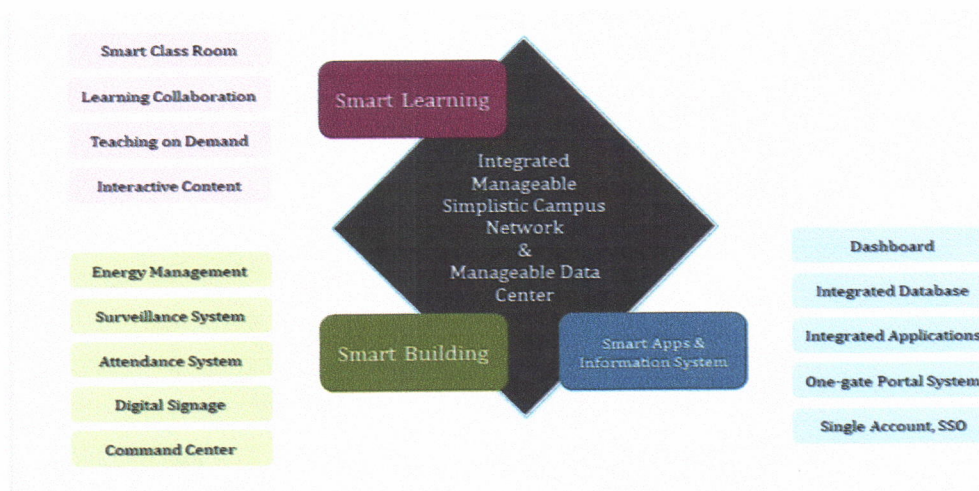 Smart Class Room
Learning Collaboration
Teaching on Demand
Interactive Content
Energy Management
Surveillance System
Attendance System
Digital Signage
Command Center
Smart Learning
Integrated
Manageable
Simplistic Campus
Network
&
Manageable Data
Center
Smart Building
Smart Apps &
Information System
Dashboard
Integrated Database
Integrated Applications
One-gate Portal System
Single Account, SSO